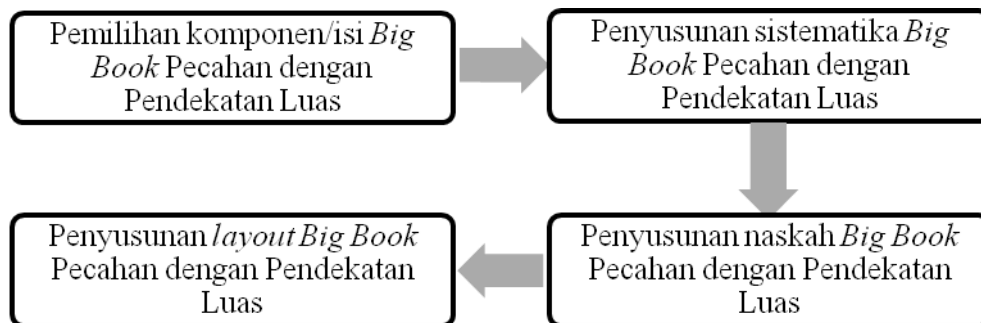 Pemilihan komponen/isi Big
Book Pecahan dengan
Pendekatan Luas
Penyusunan sistematika Big
Book Pecahan dengan
Pendekatan Luas
Penyusunan naskah Big Book
Pecahan dengan Pendekatan
Luas
Penyusunan layout Big Book
Pecahan dengan Pendekatan
Luas